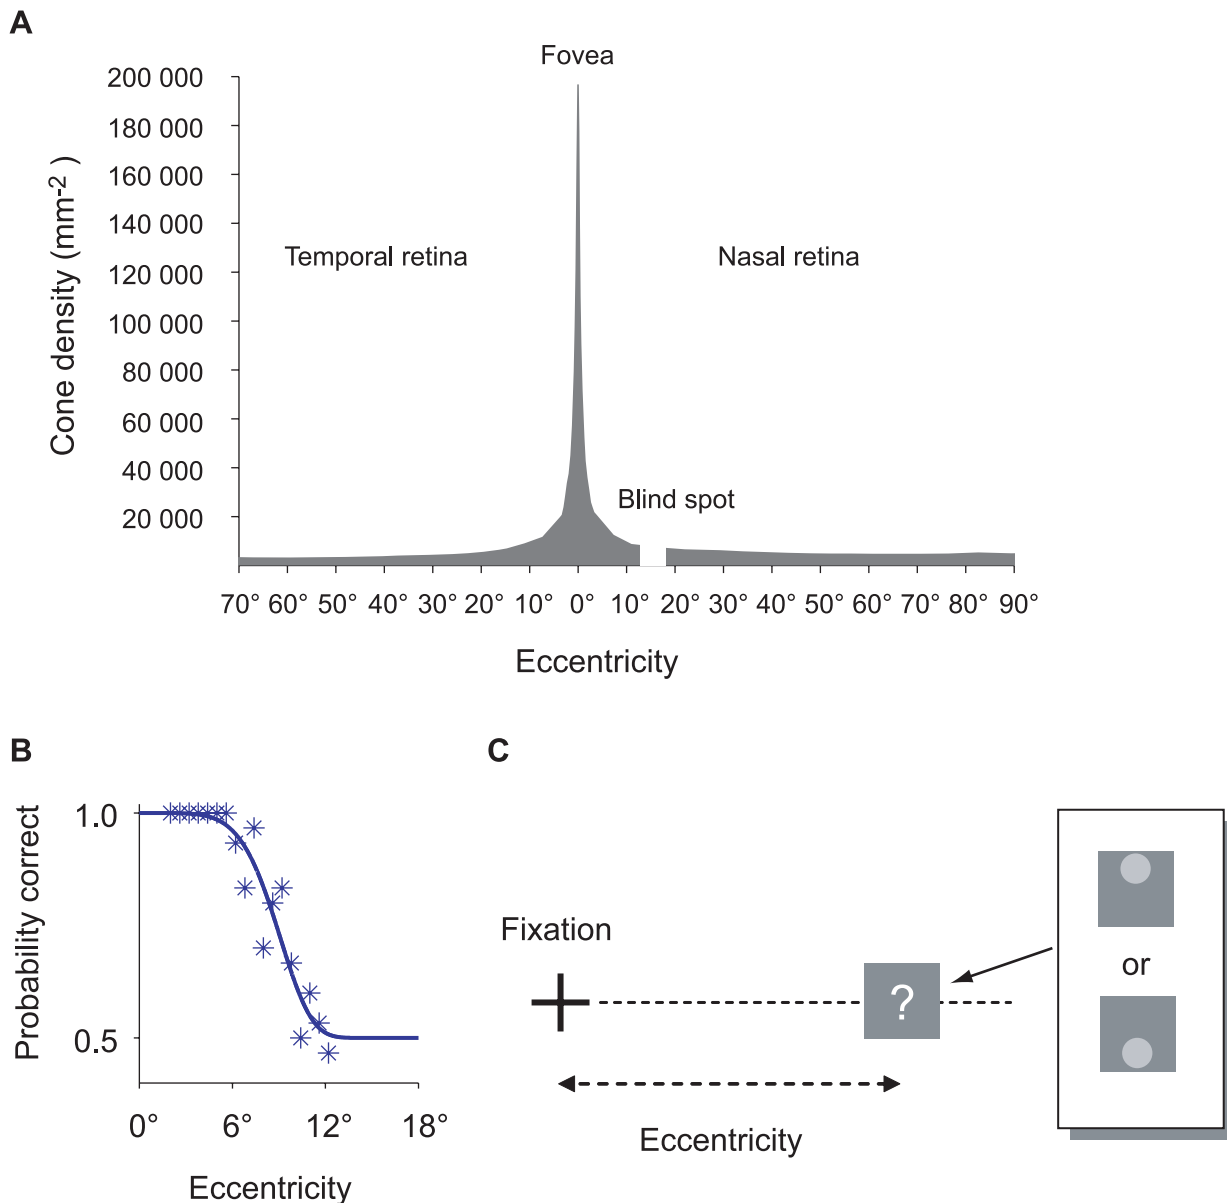 A
Fovea
200 000
180 000
160 000
140 000
120 000
100 000
80 000
60 000
40 000
20 000
Cone density (mm-2 )
Temporal retina
Nasal retina
Blind spot
70° 60° 50° 40° 30° 20° 10° 0° 10° 20° 30° 40° 50° 60° 70° 80° 90°
Eccentricity
B
Probability correct
1.0
0.5
0° 6° 12° 18°
Eccentricity
C
Fixation
?
Eccentricity
or